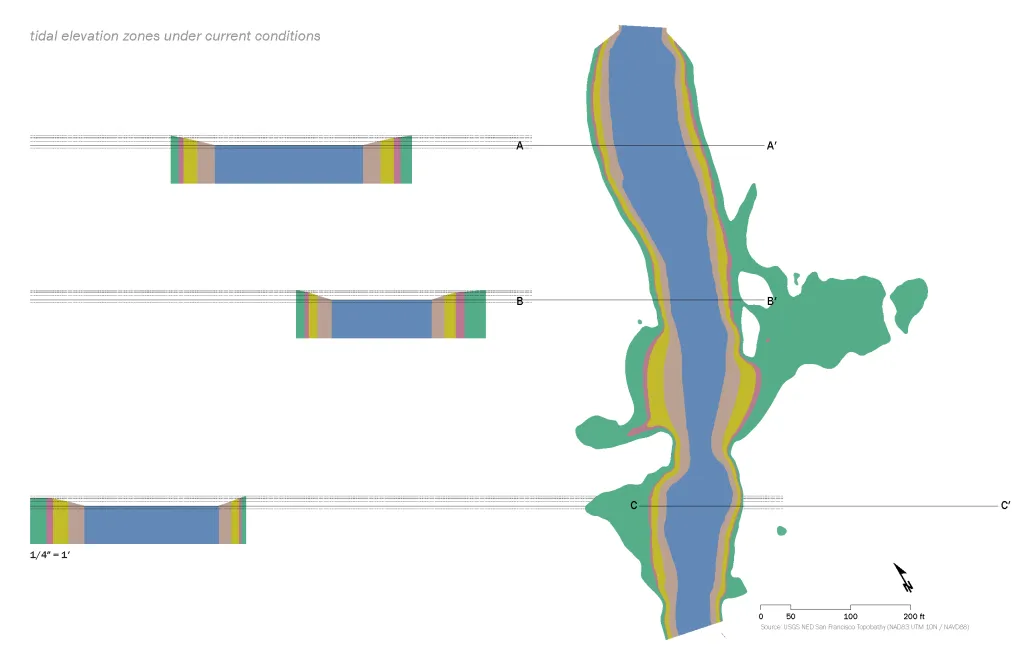 tidal elevation zones under current conditions
A A’
B B’
C C’
1/4” = 1’
N
0 50 100 200 ft
Source: USGS NED San Francisco Topobathy (NAD83 UTM 10N / NAVD88)